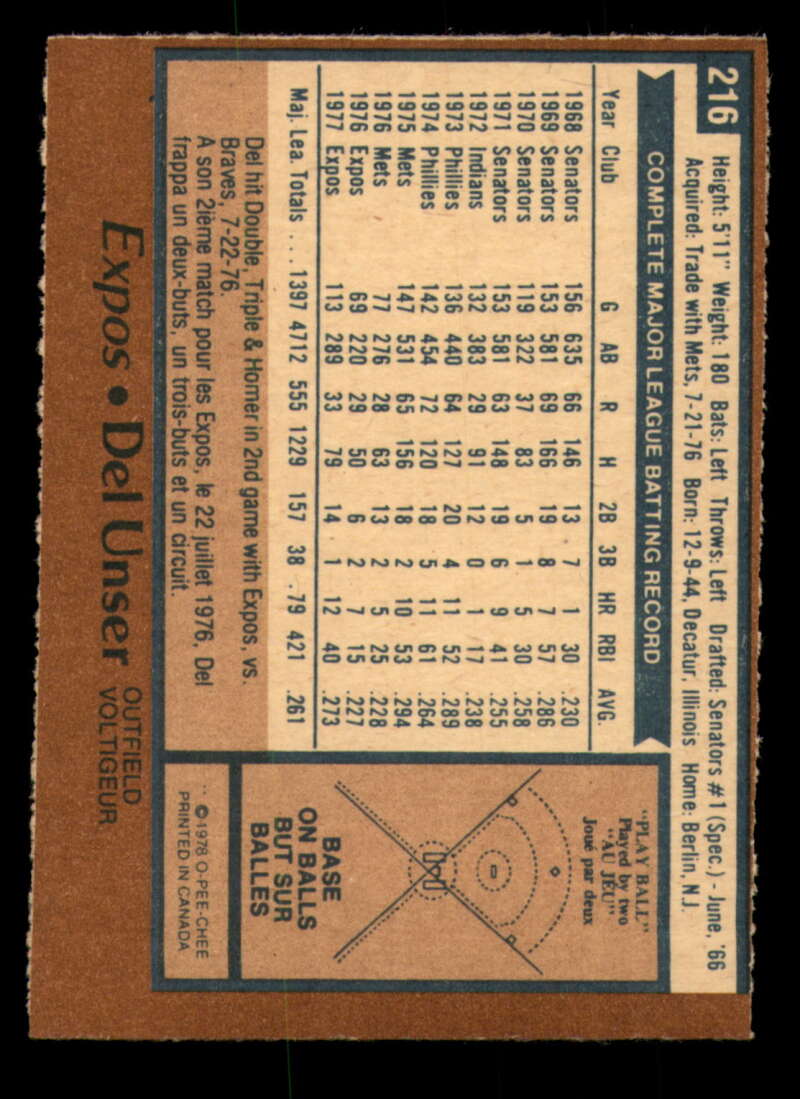 216
Height: 5'11" Weight: 180 Bats: Left Throws: Left Drafted: Senators #1 (Spec.) - June, '66
Acquired: Trade with Mets, 7-21-76 Born: 12-9-44, Decatur, Illinois Home: Berlin, N.J.
COMPLETE MAJOR LEAGUE BATTING RECORD
Year Club G AB R H 2B 3B HR RBI AVG.
1968 Senators 156 635 66 146 13 7 1 30 .230
1969 Senators 153 581 69 166 19 8 7 57 .286
1970 Senators 119 322 37 83 5 1 5 30 .258
1971 Senators 153 581 63 148 19 6 9 41 .255
1972 Indians 132 383 29 91 12 0 1 17 .238
1973 Phillies 136 440 64 127 20 4 11 52 .289
1974 Phillies 142 454 72 120 18 5 11 61 .264
1975 Mets 147 531 65 156 18 2 10 53 .294
1976 Mets 77 276 28 63 13 2 5 25 .228
1976 Expos 69 220 29 50 6 2 7 15 .227
1977 Expos 113 289 33 79 14 1 12 40 .273
Maj. Lea. Totals ... 1397 4712 555 1229 157 38 .79 421 .261
Del hit Double, Triple & Homer in 2nd game with Expos, vs.
Braves, 7-22-76.
A son 2ième match pour les Expos, le 22 juillet 1976, Del
frappa un deux-buts, un trois-buts et un circuit.
"PLAY BALL"
Played by two
"AU JEU"
Joué par deux
BASE
ON BALLS
BUT SUR
BALLES
©1978 O-PEE-CHEE
PRINTED IN CANADA
Expos • Del Unser OUTFIELD
VOLTIGEUR